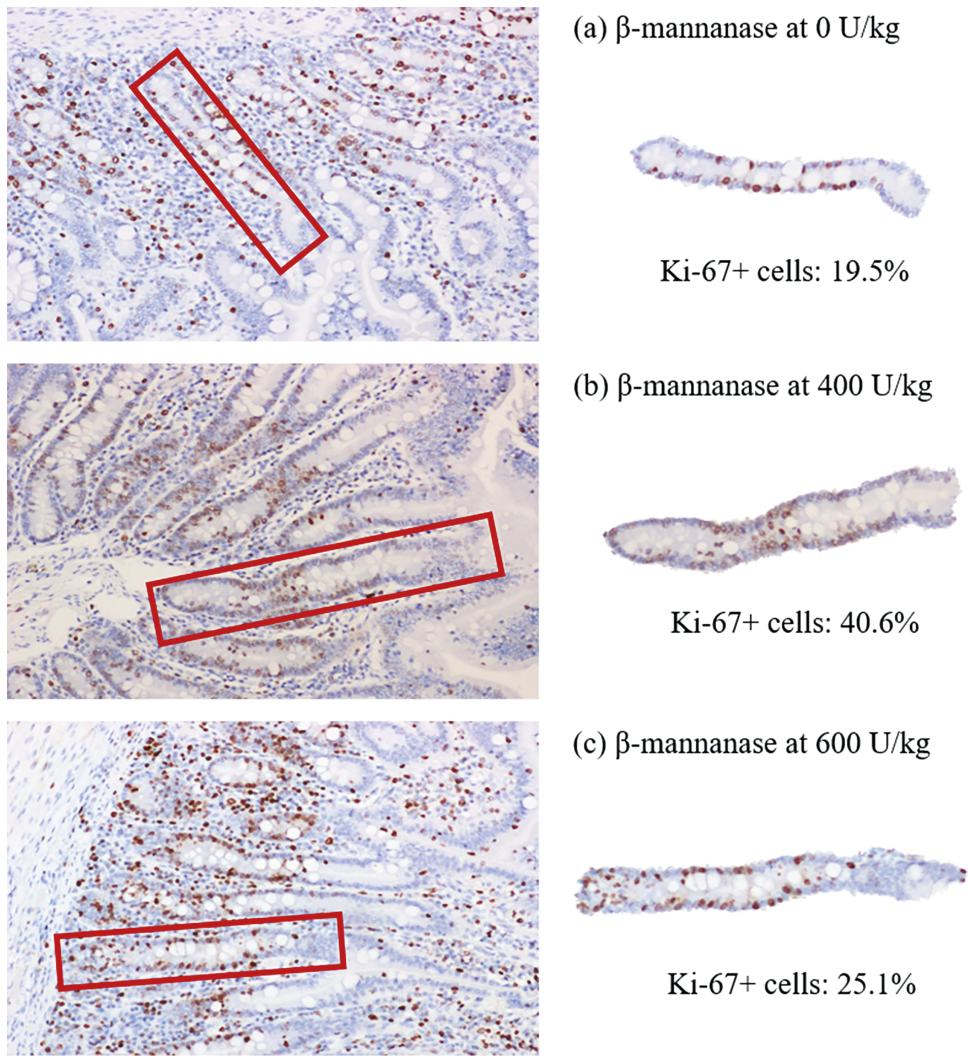 (a) β-mannanase at 0 U/kg
Ki-67+ cells: 19.5%
(b) β-mannanase at 400 U/kg
Ki-67+ cells: 40.6%
(c) β-mannanase at 600 U/kg
Ki-67+ cells: 25.1%